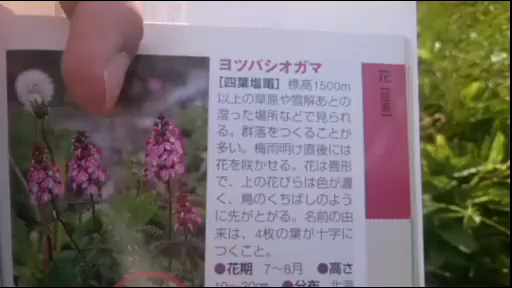 ヨツバシオガマ
[四葉塩竈] 標高1500m
以上の草原や雪解あとの
湿った場所などで見られ
る。群落をつくることが
多い。梅雨明け直後には
花を咲かせる。花は唇形
で、上の花びらは色が濃
く、鳥のくちばしのよう
に先がとがる。名前の由
来は、4枚の葉が十字に
つくこと。
●花期 7〜8月 ●高さ
10〜30cm ●分布 北海
花